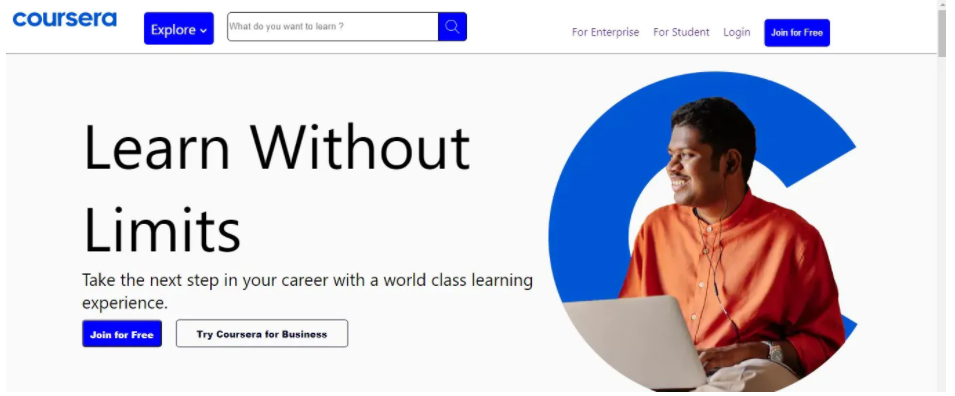 coursera
Explore
What do you want to learn ?
For Enterprise
For Student
Login
Join for Free
Learn Without
Limits
Take the next step in your career with a world class learning
experience.
Join for Free
Try Coursera for Business